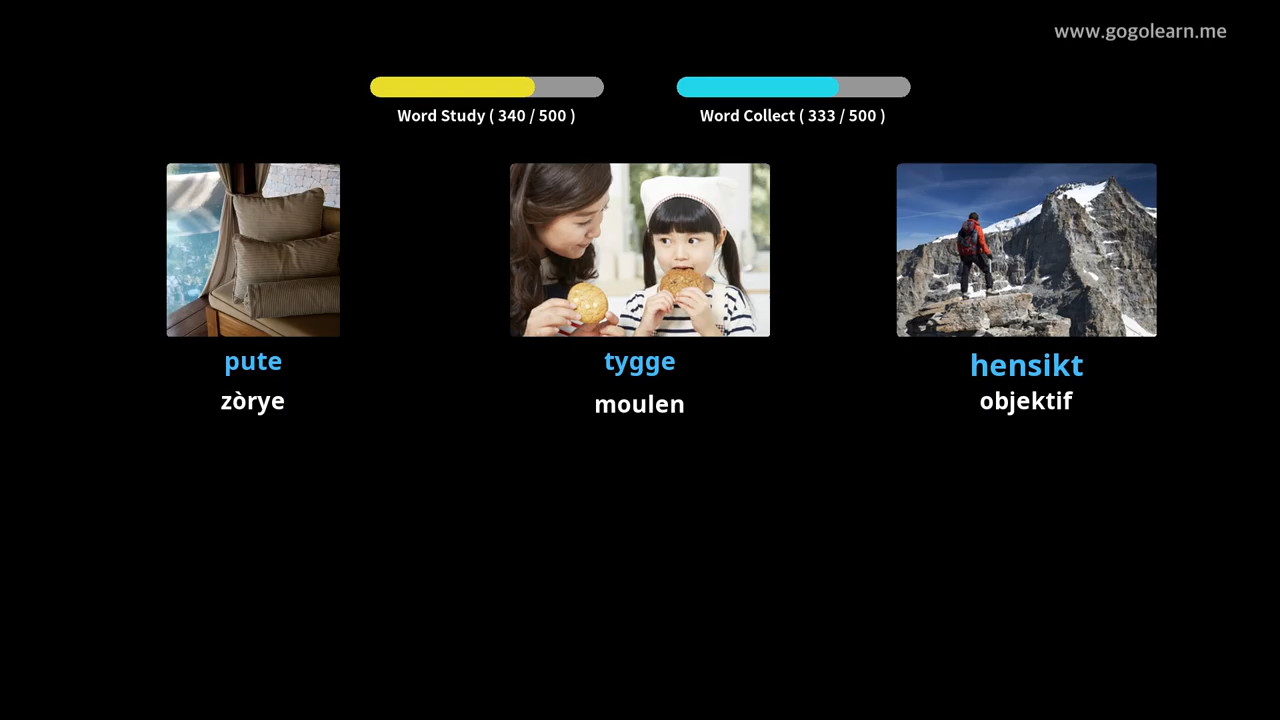 www.gogolearn.me
Word Study ( 340 / 500 )
Word Collect ( 333 / 500 )
pute
tygge
hensikt
zòrye
moulen
objektif